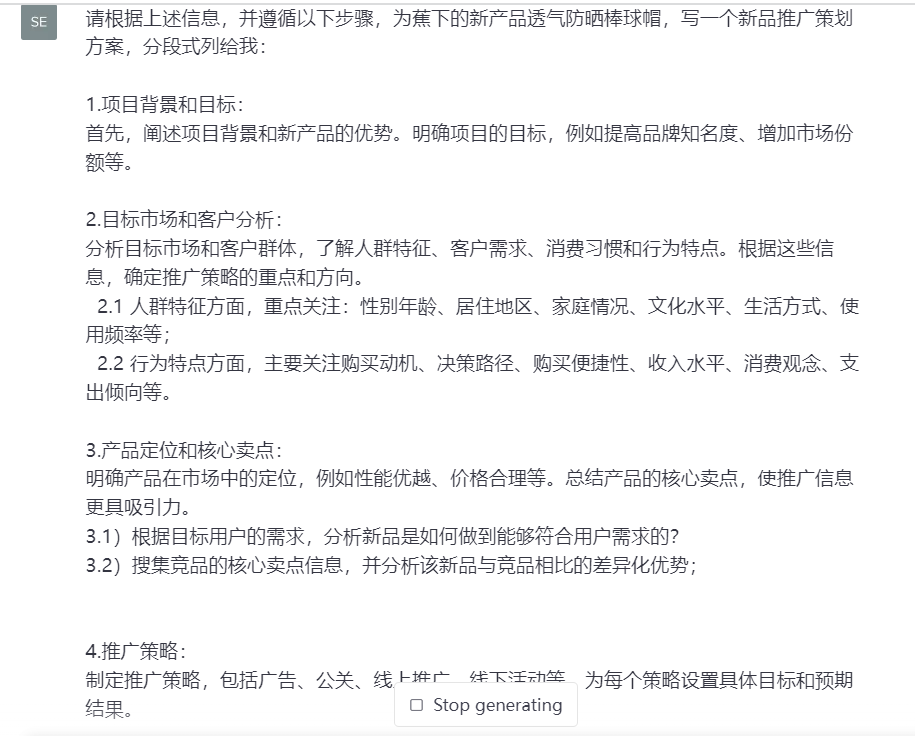 SE
请根据上述信息，并遵循以下步骤，为蕉下的新产品透气防晒棒球帽，写一个新品推广策划
方案，分段式列给我：
1.项目背景和目标：
首先，阐述项目背景和新产品的优势。明确项目的目标，例如提高品牌知名度、增加市场份
额等。
2.目标市场和客户分析：
分析目标市场和客户群体，了解人群特征、客户需求、消费习惯和行为特点。根据这些信
息，确定推广策略的重点和方向。
2.1 人群特征方面，重点关注：性别年龄、居住地区、家庭情况、文化水平、生活方式、使
用频率等；
2.2 行为特点方面，主要关注购买动机、决策路径、购买便捷性、收入水平、消费观念、支
出倾向等。
3.产品定位和核心卖点：
明确产品在市场中的定位，例如性能优越、价格合理等。总结产品的核心卖点，使推广信息
更具吸引力。
3.1）根据目标用户的需求，分析新品是如何做到能够符合用户需求的？
3.2）搜集竞品的核心卖点信息，并分析该新品与竞品相比的差异化优势；
4.推广策略：
制定推广策略，包括广告、公关、线上推广、线下活动等，为每个策略设置具体目标和预期
结果。
Stop generating